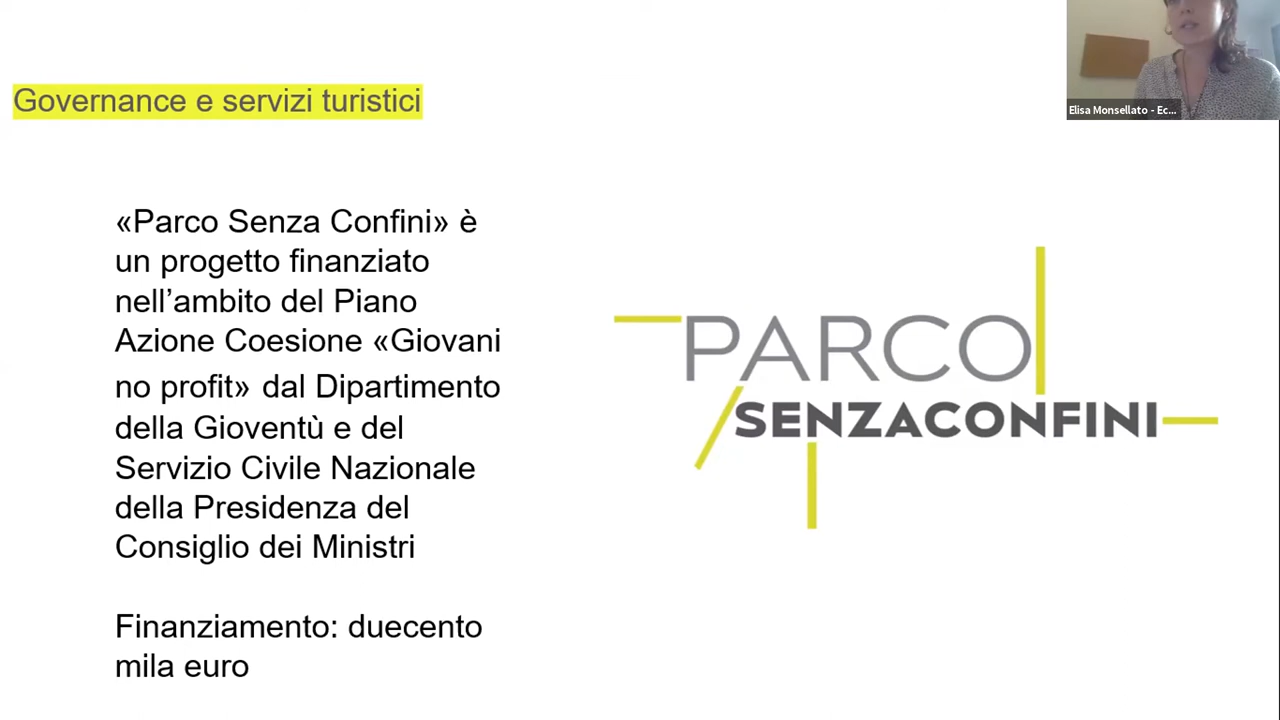 Governance e servizi turistici
Elisa Monsellato - Ec...
«Parco Senza Confini» è
un progetto finanziato
nell’ambito del Piano
Azione Coesione «Giovani
no profit» dal Dipartimento
della Gioventù e del
Servizio Civile Nazionale
della Presidenza del
Consiglio dei Ministri
Finanziamento: duecento
mila euro
PARCO
SENZACONFINI